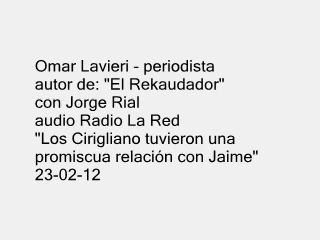 Omar Lavieri - periodista
autor de: "El Rekaudador"
con Jorge Rial
audio Radio La Red
"Los Cirigliano tuvieron una
promiscua relación con Jaime"
23-02-12